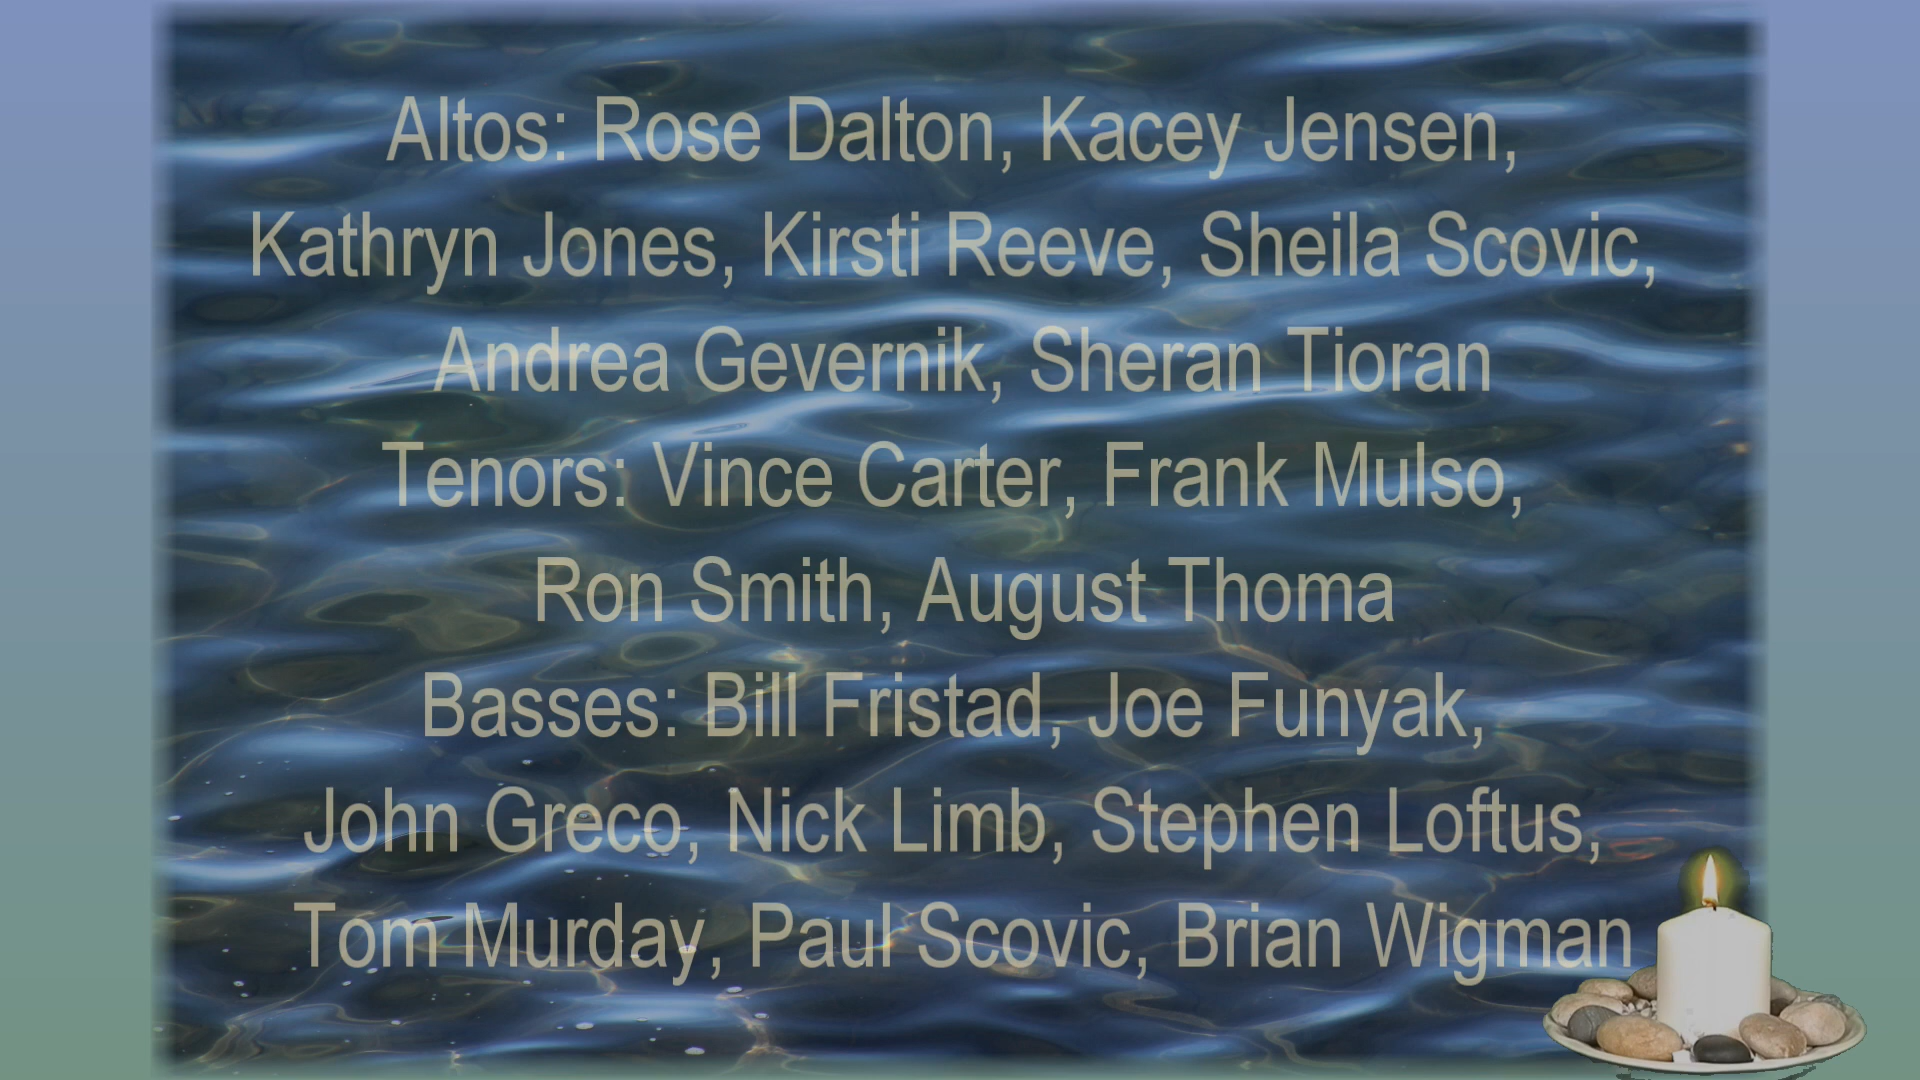 Altos: Rose Dalton, Kacey Jensen,
Kathryn Jones, Kirsti Reeve, Sheila Scovic,
Andrea Gevernik, Sheran Tioran
Tenors: Vince Carter, Frank Mulso,
Ron Smith, August Thoma
Basses: Bill Fristad, Joe Funyak,
John Greco, Nick Limb, Stephen Loftus,
Tom Murday, Paul Scovic, Brian Wigman